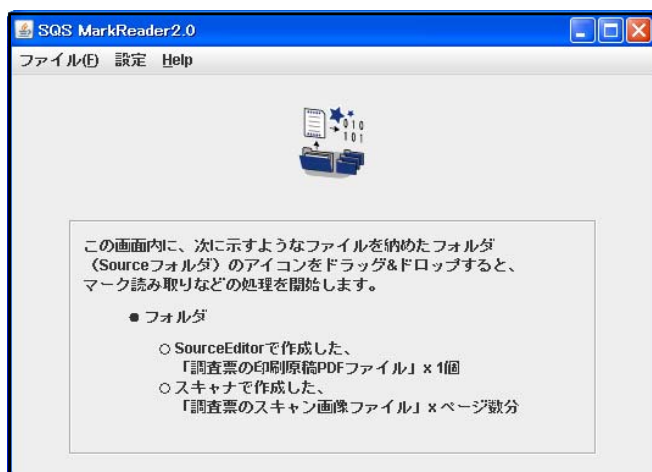 SQS MarkReader2.0
ファイル(F) 設定 Help
010
101
この画面内に、次に示すようなファイルを納めたフォルダ
（Sourceフォルダ）のアイコンをドラッグ&ドロップすると、
マーク読み取りなどの処理を開始します。
● フォルダ
○ SourceEditorで作成した、
「調査票の印刷原稿PDFファイル」x 1個
○ スキャナで作成した、
「調査票のスキャン画像ファイル」x ページ数分